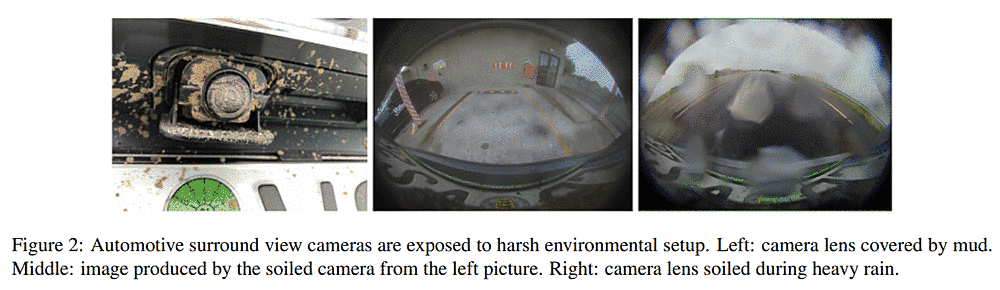 Figure 2: Automotive surround view cameras are exposed to harsh environmental setup. Left: camera lens covered by mud.
Middle: image produced by the soiled camera from the left picture. Right: camera lens soiled during heavy rain.